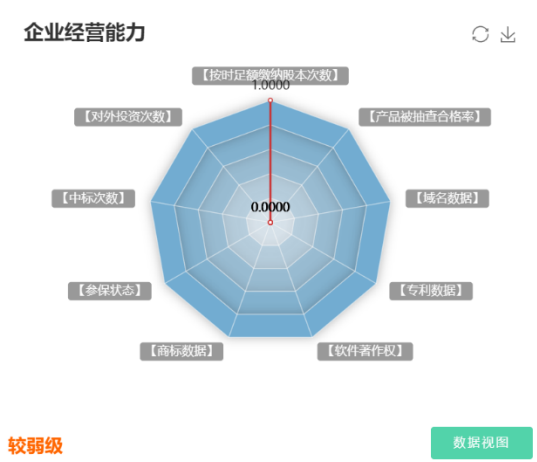 企业经营能力
【按时足额缴纳股本次数】
1.0000
【对外投资次数】
【产品被抽查合格率】
【中标次数】
【域名数据】
0.0000
【参保状态】
【专利数据】
【商标数据】
【软件著作权】
较弱级
数据视图